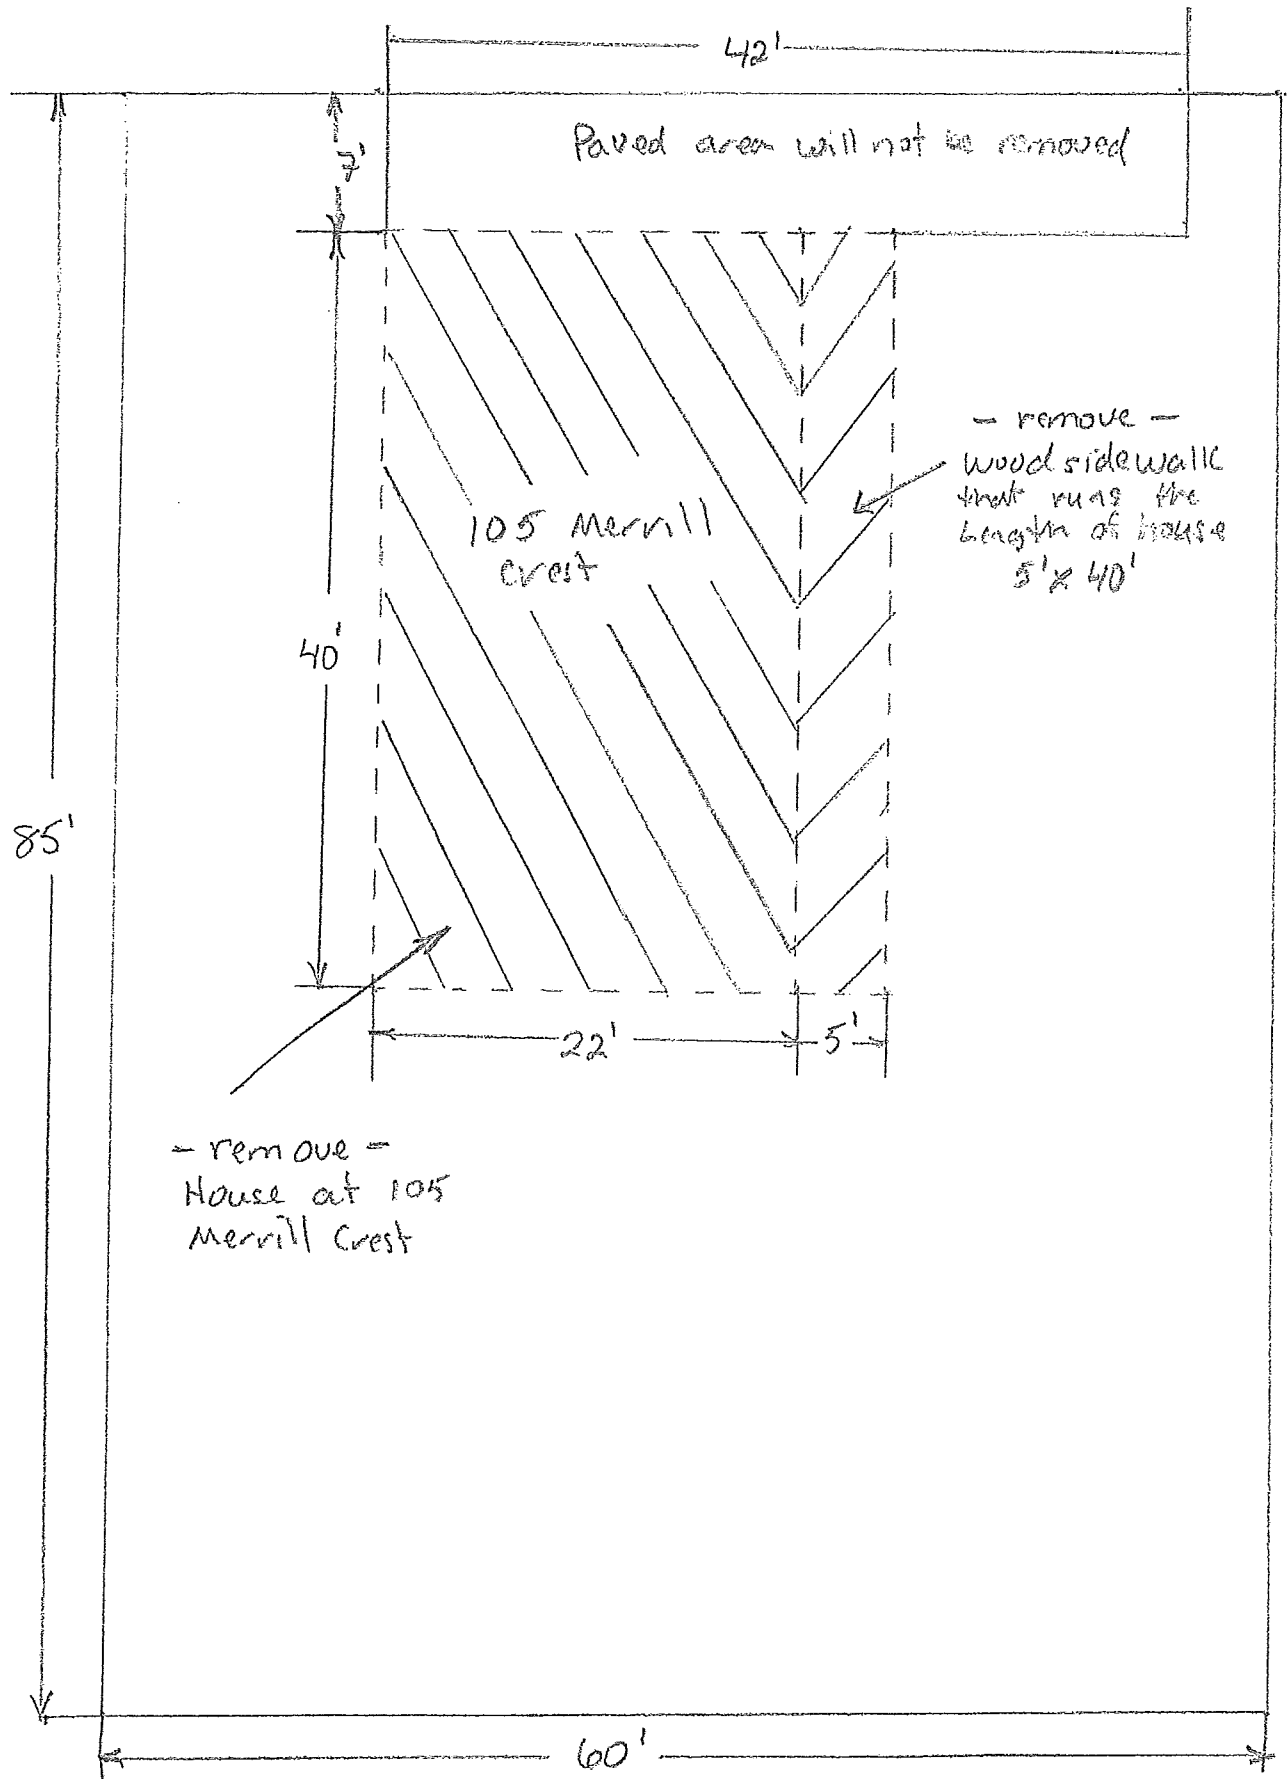 42'
7'
Paved area will not be removed
- remove -
wood sidewalk
that runs the
Length of house
5' x 40'
105 Merrill
Crest
40'
85'
22'
5'
- remove -
House at 105
Merrill Crest
60'